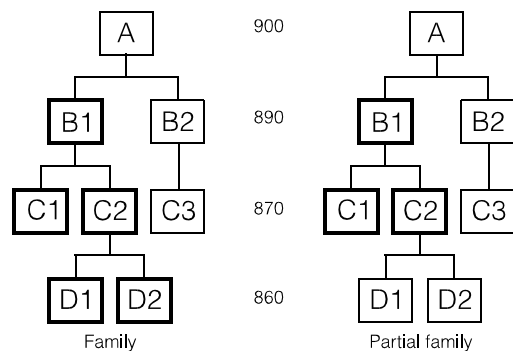 A 900 A
B1 B2 890 B1 B2
C1 C2 C3 870 C1 C2 C3
D1 D2 860 D1 D2
Family Partial family